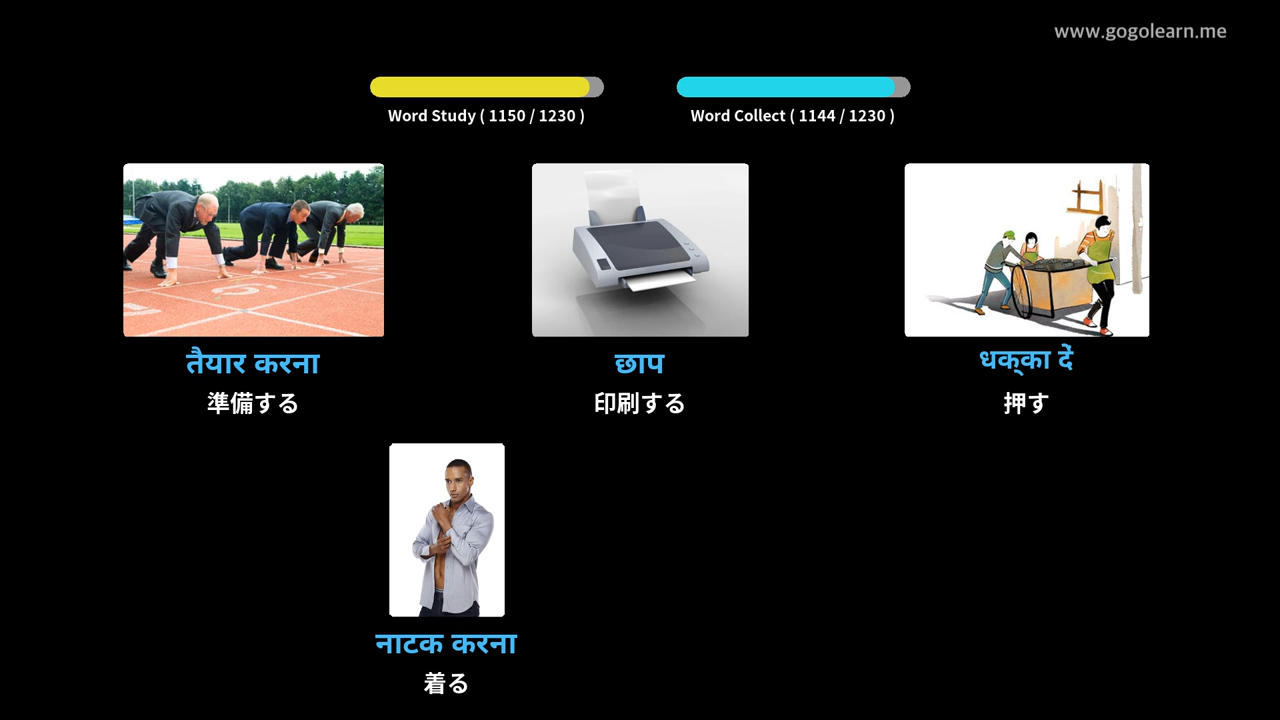 www.gogolearn.me
Word Study ( 1150 / 1230 )
Word Collect ( 1144 / 1230 )
तैयार करना
準備する
छाप
印刷する
धक्का दें
押す
नाटक करना
着る